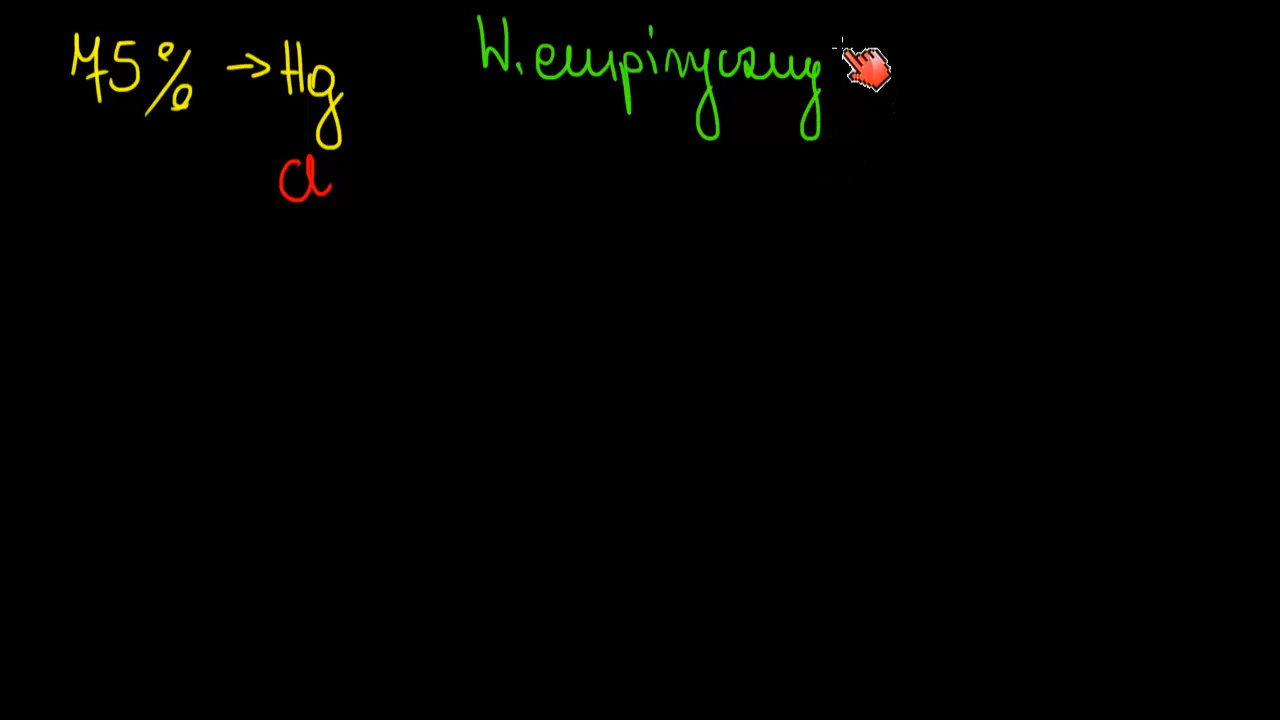 75% → Hg
Cl
W. empiryczny